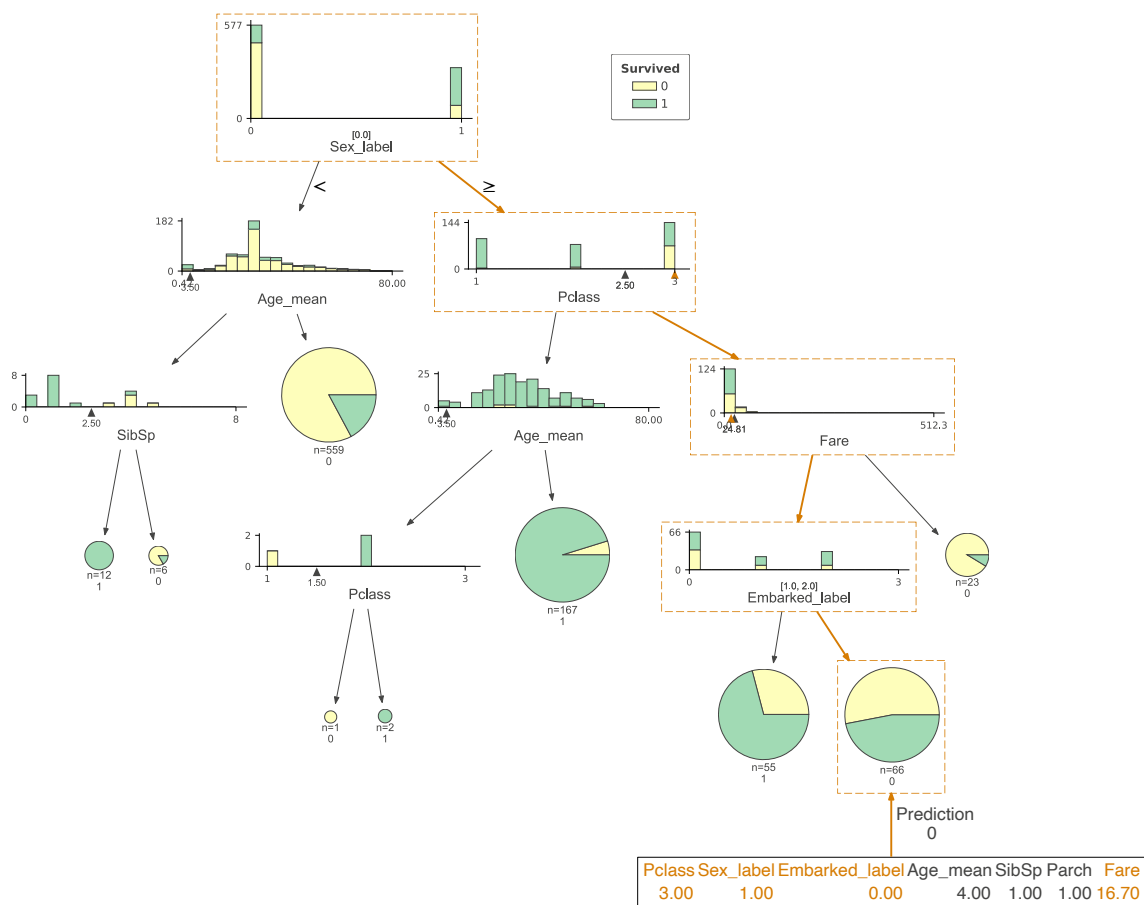 577
0
0
[0.0]
1
Sex_label
Survived
0
1
<
≥
182
0
3.50
80.00
Age_mean
144
0
1
2.50
3
Pclass
8
0
0
2.50
8
SibSp
n=559
0
25
0
3.50
80.00
Age_mean
124
0
24.81
512.3
Fare
n=12
1
n=6
0
2
0
1
1.50
3
Pclass
n=167
1
66
0
0
[1.0, 2.0]
3
Embarked_label
n=23
0
n=1
0
n=2
1
n=55
1
n=66
0
Prediction
0
Pclass Sex_label Embarked_label Age_mean SibSp Parch Fare
3.00 1.00 0.00 4.00 1.00 1.00 16.70